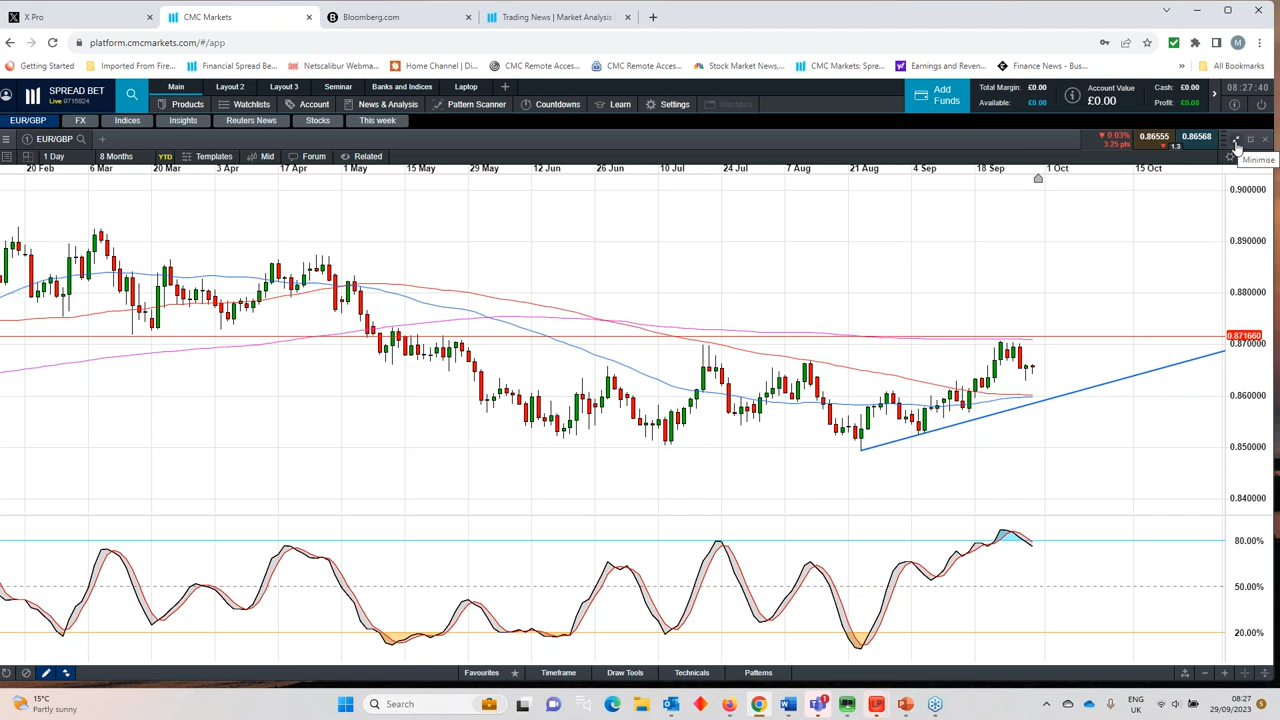 X Pro
CMC Markets
Bloomberg.com
Trading News | Market Analysis
platform.cmcmarkets.com/#/app
Getting Started
Imported From Fire...
Financial Spread Be...
Netscalibur Webma...
Home Channel | Di...
CMC Remote Acces...
CMC Remote Acces...
Stock Market News,...
CMC Markets: Spre...
Earnings and Reven...
Finance News - Bus...
»
All Bookmarks
SPREAD BET
Live 9715824
Main
Layout 2
Layout 3
Seminar
Banks and Indices
Laptop
Products
Watchlists
Account
News & Analysis
Pattern Scanner
Countdowns
Learn
Settings
Windows
Add Funds
Total Margin: £0.00
Available: £0.00
Account Value
£0.00
Cash: £0.00
Profit: £0.00
08:27:40
EUR/GBP
FX
Indices
Insights
Reuters News
Stocks
This week
1 EUR/GBP
▼ 0.03%
3.25 pts
0.86555
0.86568
▼ 1.3
Minimise
1 Day
8 Months
YTD
Templates
Mid
Forum
Related
20 Feb
6 Mar
20 Mar
3 Apr
17 Apr
1 May
15 May
29 May
12 Jun
26 Jun
10 Jul
24 Jul
7 Aug
21 Aug
4 Sep
18 Sep
1 Oct
15 Oct
0.900000
0.890000
0.880000
0.871660
0.870000
0.860000
0.850000
0.840000
80.00%
50.00%
20.00%
Favourites
Timeframe
Draw Tools
Technicals
Patterns
15°C
Partly sunny
Search
ENG
UK
08:27
29/09/2023